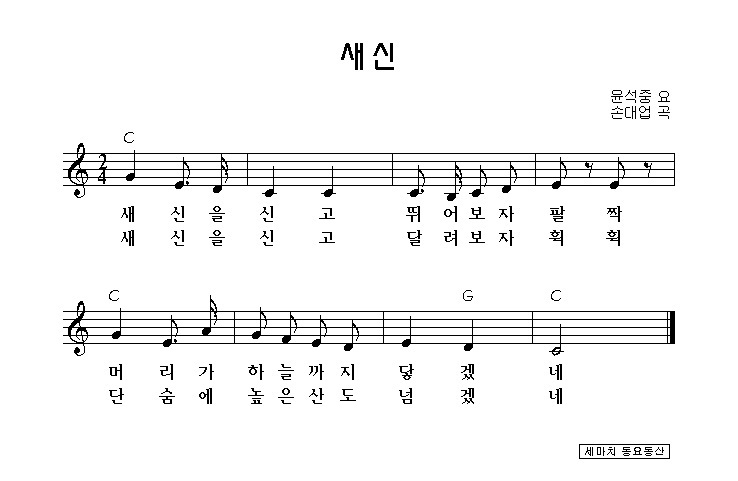 새신
윤석중 요
손대업 곡
C
2
4
새 신 을 신 고 뛰 어 보 자 팔 짝
새 신 을 신 고 달 려 보 자 휙 휙
C G C
머 리 가 하 늘 까 지 닿 겠 네
단 숨 에 높 은 산 도 넘 겠 네
세마치 동요동산